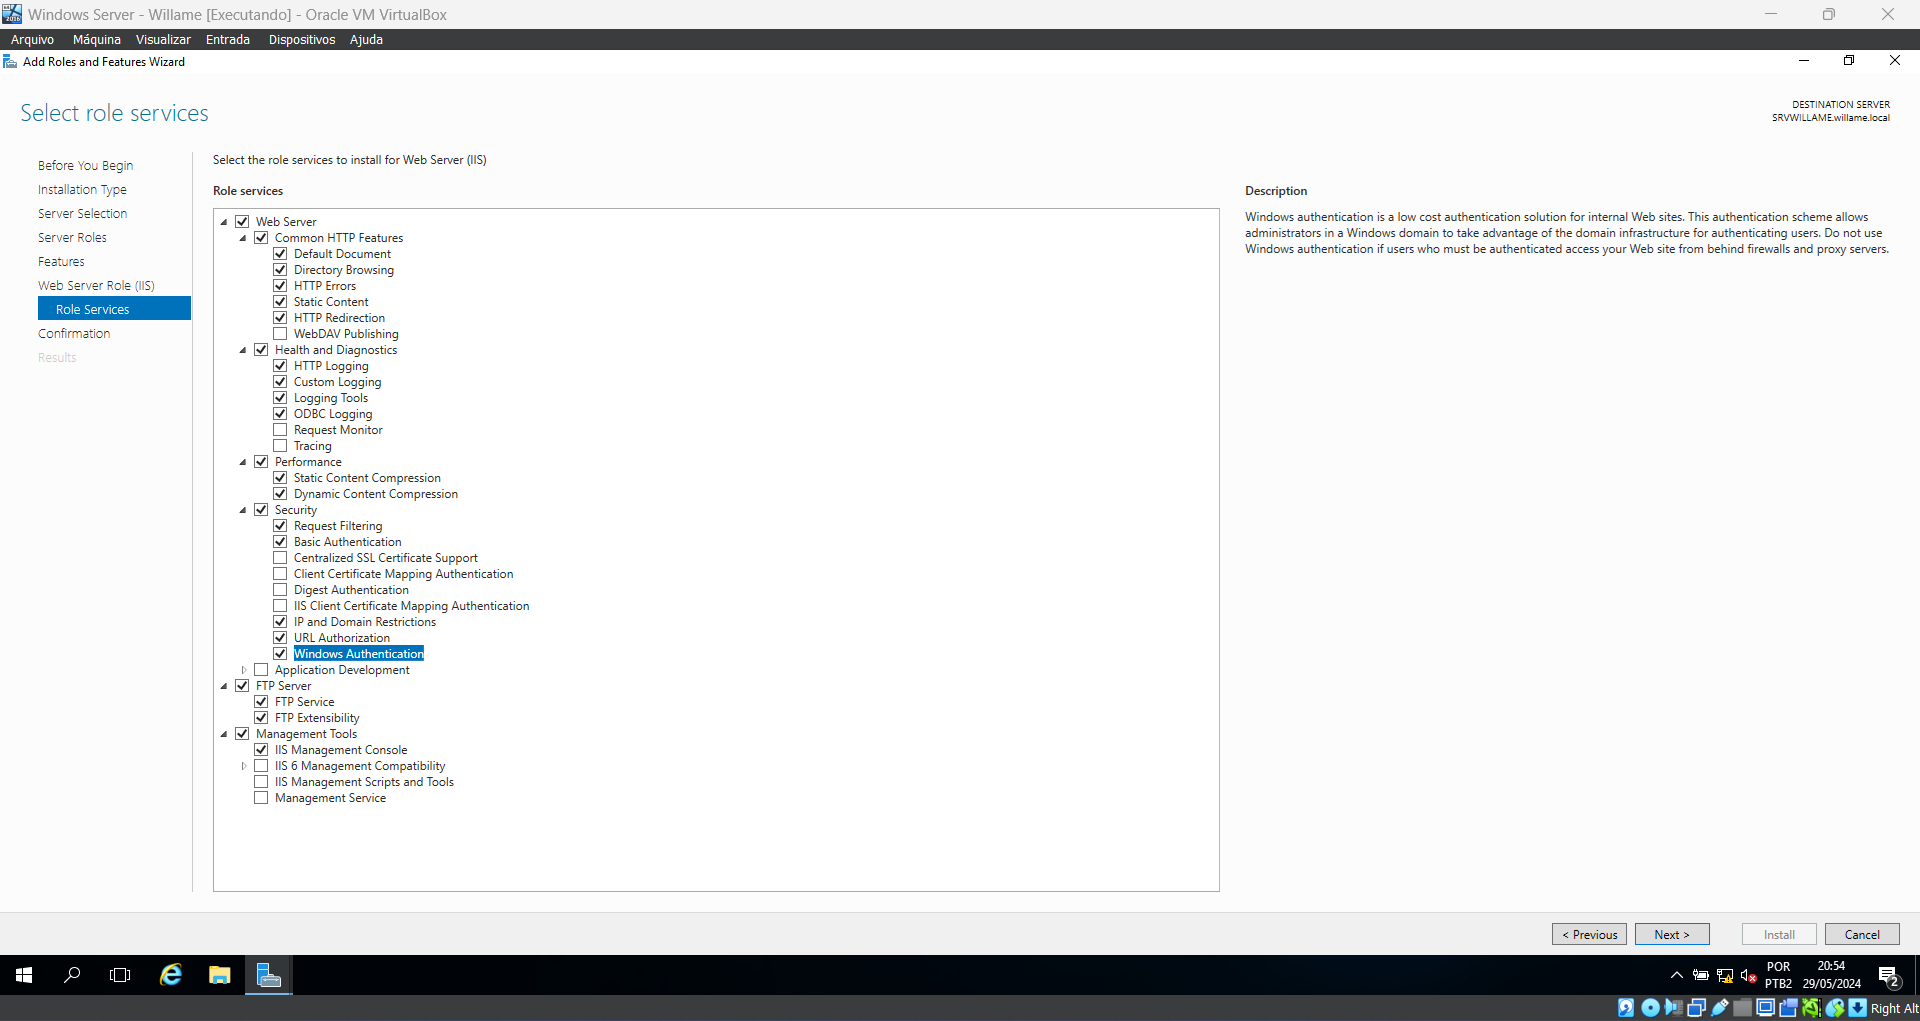 Windows Server - Willame [Executando] - Oracle VM VirtualBox
Arquivo Máquina Visualizar Entrada Dispositivos Ajuda
Add Roles and Features Wizard
Select role services
DESTINATION SERVER
SRVWILLAME.willame.local
Before You Begin
Installation Type
Server Selection
Server Roles
Features
Web Server Role (IIS)
Role Services
Confirmation
Results
Select the role services to install for Web Server (IIS)
Role services
Web Server
Common HTTP Features
Default Document
Directory Browsing
HTTP Errors
Static Content
HTTP Redirection
WebDAV Publishing
Health and Diagnostics
HTTP Logging
Custom Logging
Logging Tools
ODBC Logging
Request Monitor
Tracing
Performance
Static Content Compression
Dynamic Content Compression
Security
Request Filtering
Basic Authentication
Centralized SSL Certificate Support
Client Certificate Mapping Authentication
Digest Authentication
IIS Client Certificate Mapping Authentication
IP and Domain Restrictions
URL Authorization
Windows Authentication
Application Development
FTP Server
FTP Service
FTP Extensibility
Management Tools
IIS Management Console
IIS 6 Management Compatibility
IIS Management Scripts and Tools
Management Service
Description
Windows authentication is a low cost authentication solution for internal Web sites. This authentication scheme allows
administrators in a Windows domain to take advantage of the domain infrastructure for authenticating users. Do not use
Windows authentication if users who must be authenticated access your Web site from behind firewalls and proxy servers.
< Previous Next > Install Cancel
POR 20:54
PTB2 29/05/2024 2
Right Alt